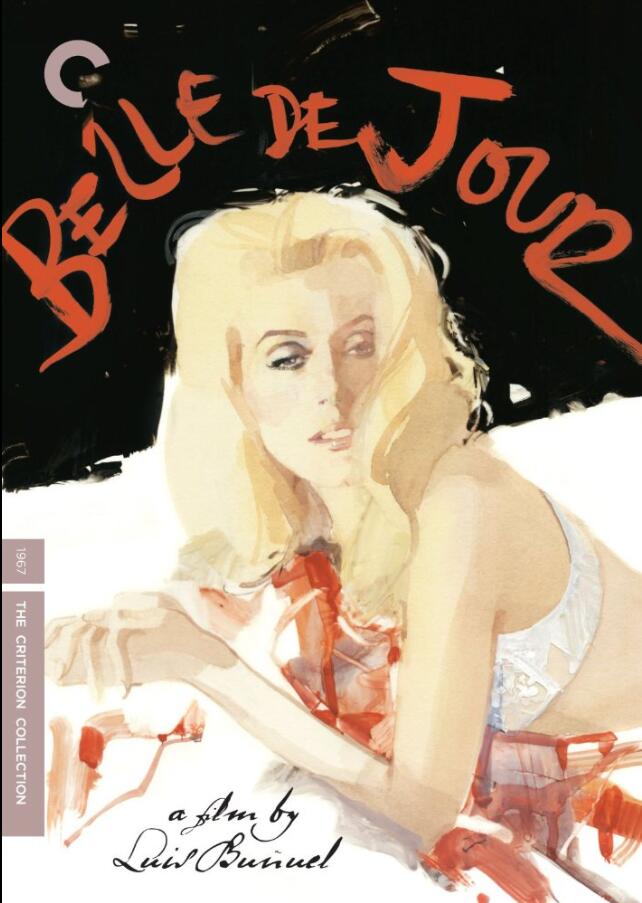 BELLE DE JOUR
1967
THE CRITERION COLLECTION
a film by
Luis Buñuel